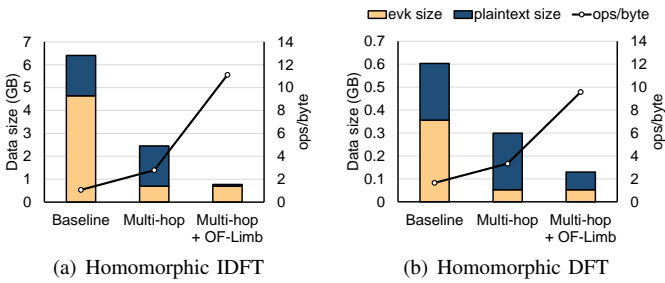 evk size plaintext size ops/byte
Data size (GB)
7
6
5
4
3
2
1
0
14
12
10
8
6
4
2
0
ops/byte
Baseline Multi-hop Multi-hop
+ OF-Limb
(a) Homomorphic IDFT
Data size (GB)
0.7
0.6
0.5
0.4
0.3
0.2
0.1
0
14
12
10
8
6
4
2
0
ops/byte
Baseline Multi-hop Multi-hop
+ OF-Limb
(b) Homomorphic DFT